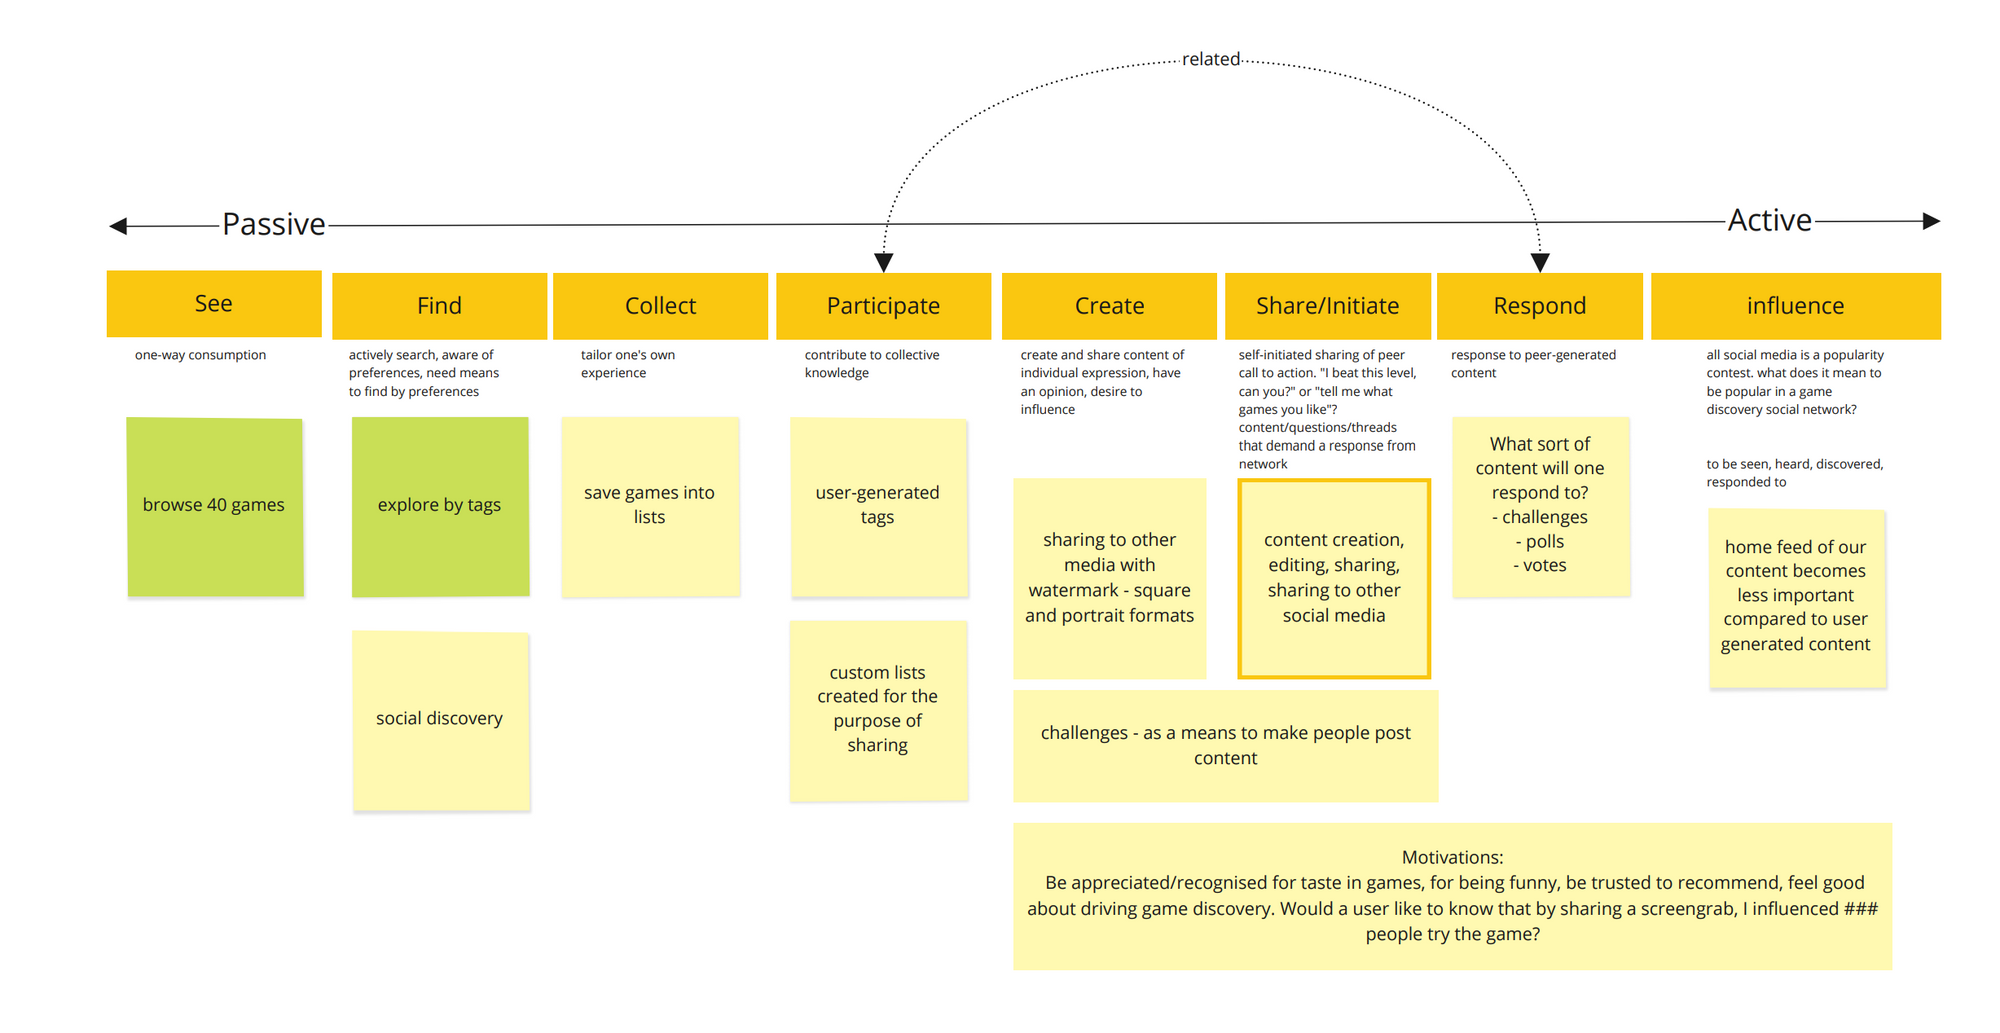 related
Passive
Active
See
Find
Collect
Participate
Create
Share/Initiate
Respond
influence
one-way consumption
actively search, aware of
preferences, need means
to find by preferences
tailor one's own
experience
contribute to collective
knowledge
create and share content of
individual expression, have
an opinion, desire to
influence
self-initiated sharing of peer
call to action. "I beat this level,
can you?" or "tell me what
games you like"?
content/questions/threads
that demand a response from
network
response to peer-generated
content
all social media is a popularity
contest. what does it mean to
be popular in a game
discovery social network?
to be seen, heard, discovered,
responded to
browse 40 games
explore by tags
save games into
lists
user-generated
tags
sharing to other
media with
watermark - square
and portrait formats
content creation,
editing, sharing,
sharing to other
social media
What sort of
content will one
respond to?
- challenges
- polls
- votes
home feed of our
content becomes
less important
compared to user
generated content
social discovery
custom lists
created for the
purpose of
sharing
challenges - as a means to make people post
content
Motivations:
Be appreciated/recognised for taste in games, for being funny, be trusted to recommend, feel good
about driving game discovery. Would a user like to know that by sharing a screengrab, I influenced ###
people try the game?